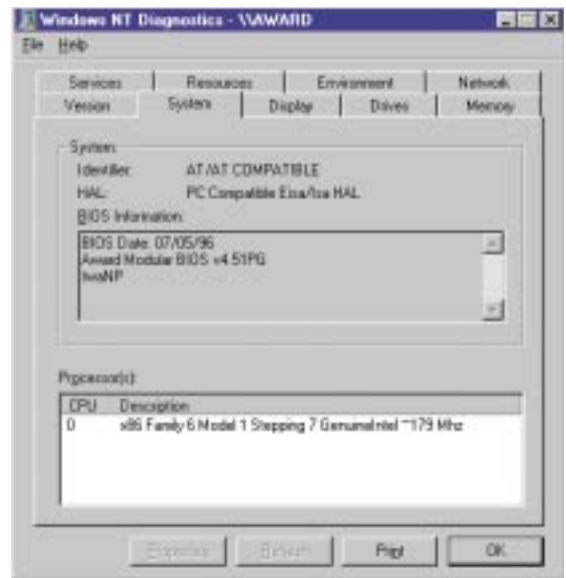 Windows NT Diagnostics - \\AWARD
File Help
Services Resources Environment Network
Version System Display Drives Memory
System
Identifier: AT/AT COMPATIBLE
HAL: PC Compatible Eisa/Isa HAL
BIOS Information:
BIOS Date: 07/05/96
Award Modular BIOS v4.51PG
Processor(s):
CPU Description
0 x86 Family 6 Model 1 Stepping 7 GenuineIntel ~179 Mhz
Properties Refresh Print OK